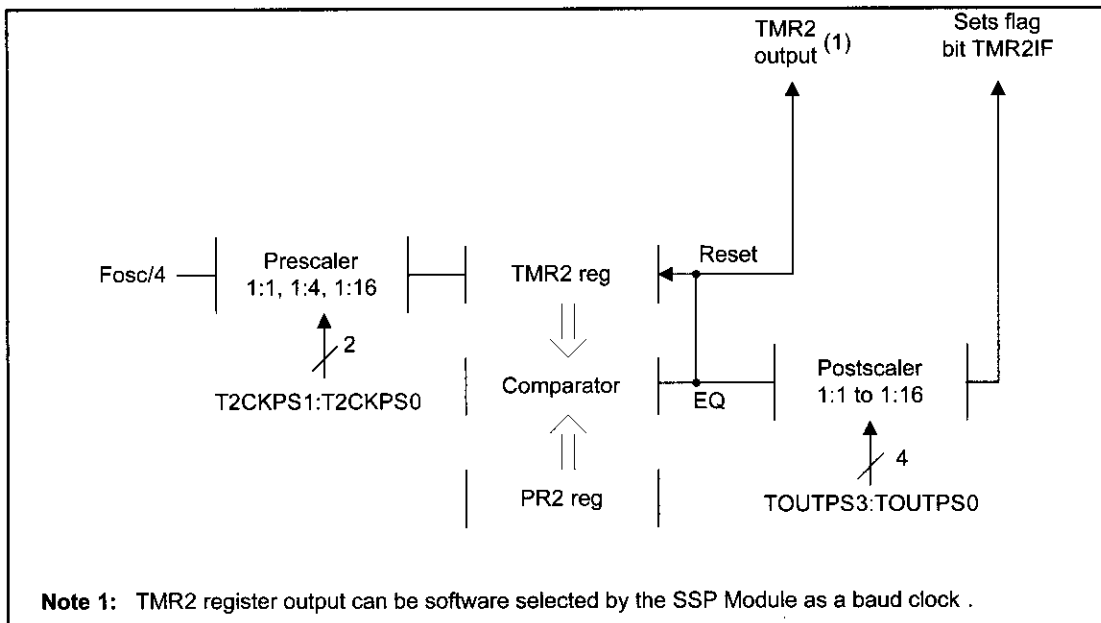 TMR2
output (1)
Sets flag
bit TMR2IF
Fosc/4
Prescaler
1:1, 1:4, 1:16
TMR2 reg
Reset
2
T2CKPS1:T2CKPS0
Comparator
EQ
Postscaler
1:1 to 1:16
4
TOUTPS3:TOUTPS0
PR2 reg
Note 1: TMR2 register output can be software selected by the SSP Module as a baud clock .